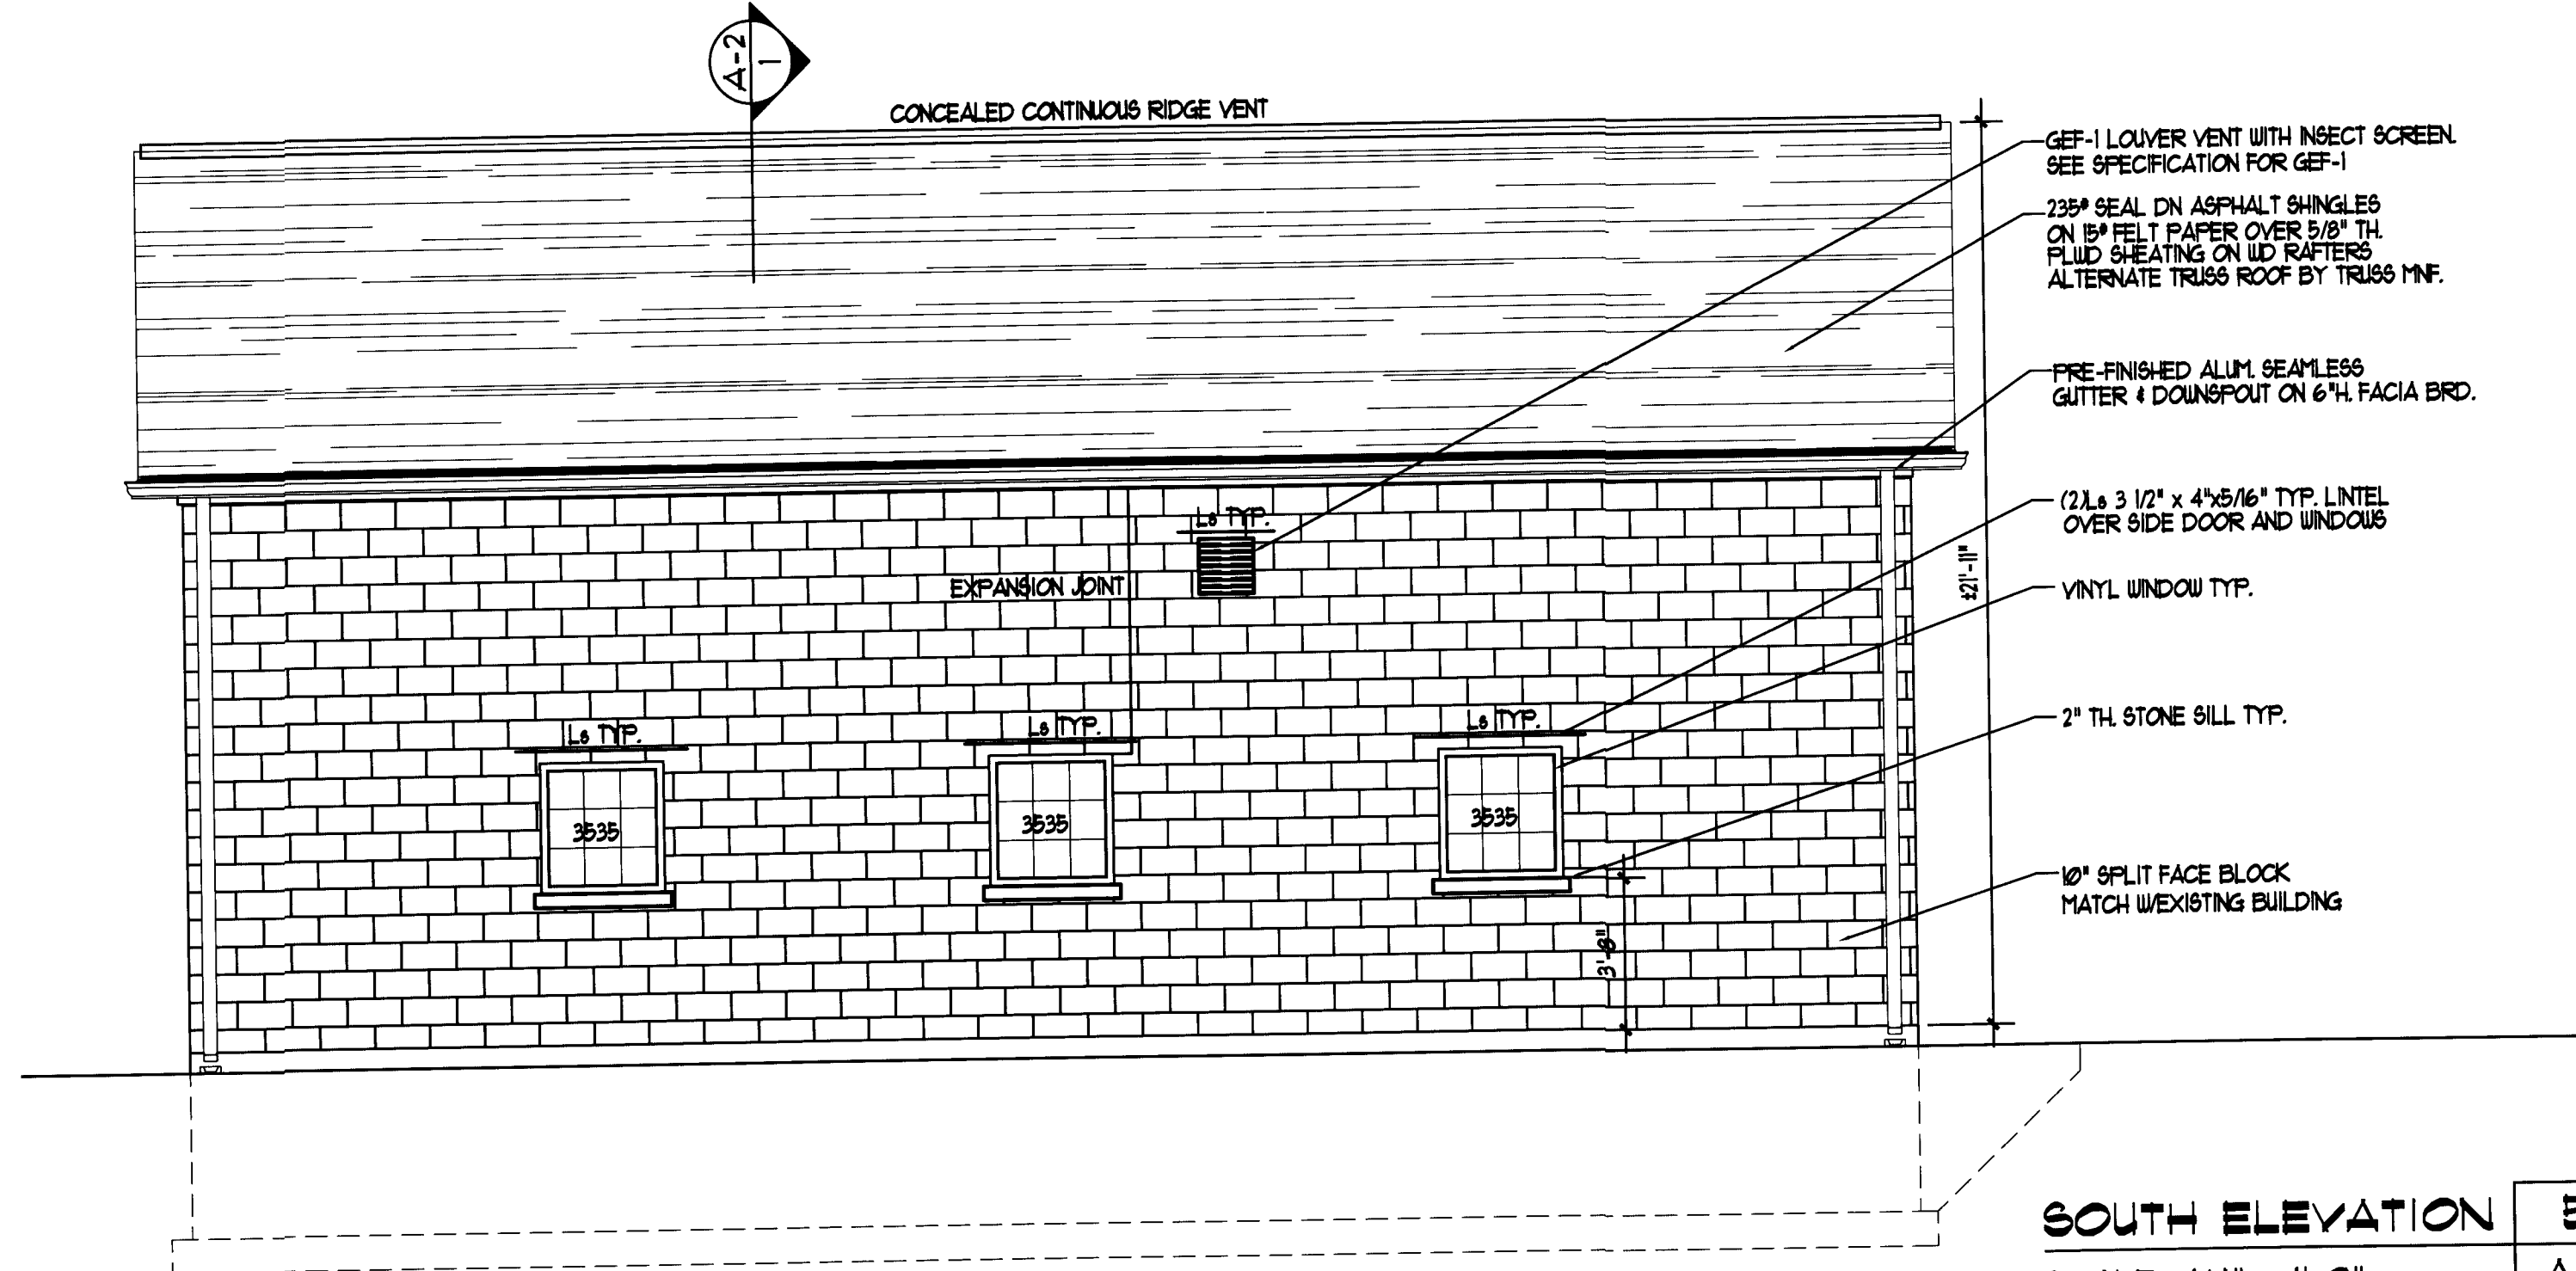 A-2
1
CONCEALED CONTINUOUS RIDGE VENT
GEF-1 LOUVER VENT WITH INSECT SCREEN.
SEE SPECIFICATION FOR GEF-1
235# SEAL DN ASPHALT SHINGLES
ON 15# FELT PAPER OVER 5/8" TH.
PLWD SHEATING ON WD RAFTERS
ALTERNATE TRUSS ROOF BY TRUSS MNF.
PRE-FINISHED ALUM. SEAMLESS
GUTTER & DOWNSPOUT ON 6"H. FACIA BRD.
(2)Ls 3 1/2" x 4"x5/16" TYP. LINTEL
OVER SIDE DOOR AND WINDOWS
Ls TYP.
±21'-11"
EXPANSION JOINT
VINYL WINDOW TYP.
Ls TYP.
Ls TYP.
Ls TYP.
2" TH. STONE SILL TYP.
3535
3535
3535
10" SPLIT FACE BLOCK
MATCH W/EXISTING BUILDING
3'-8"
SOUTH ELEVATION